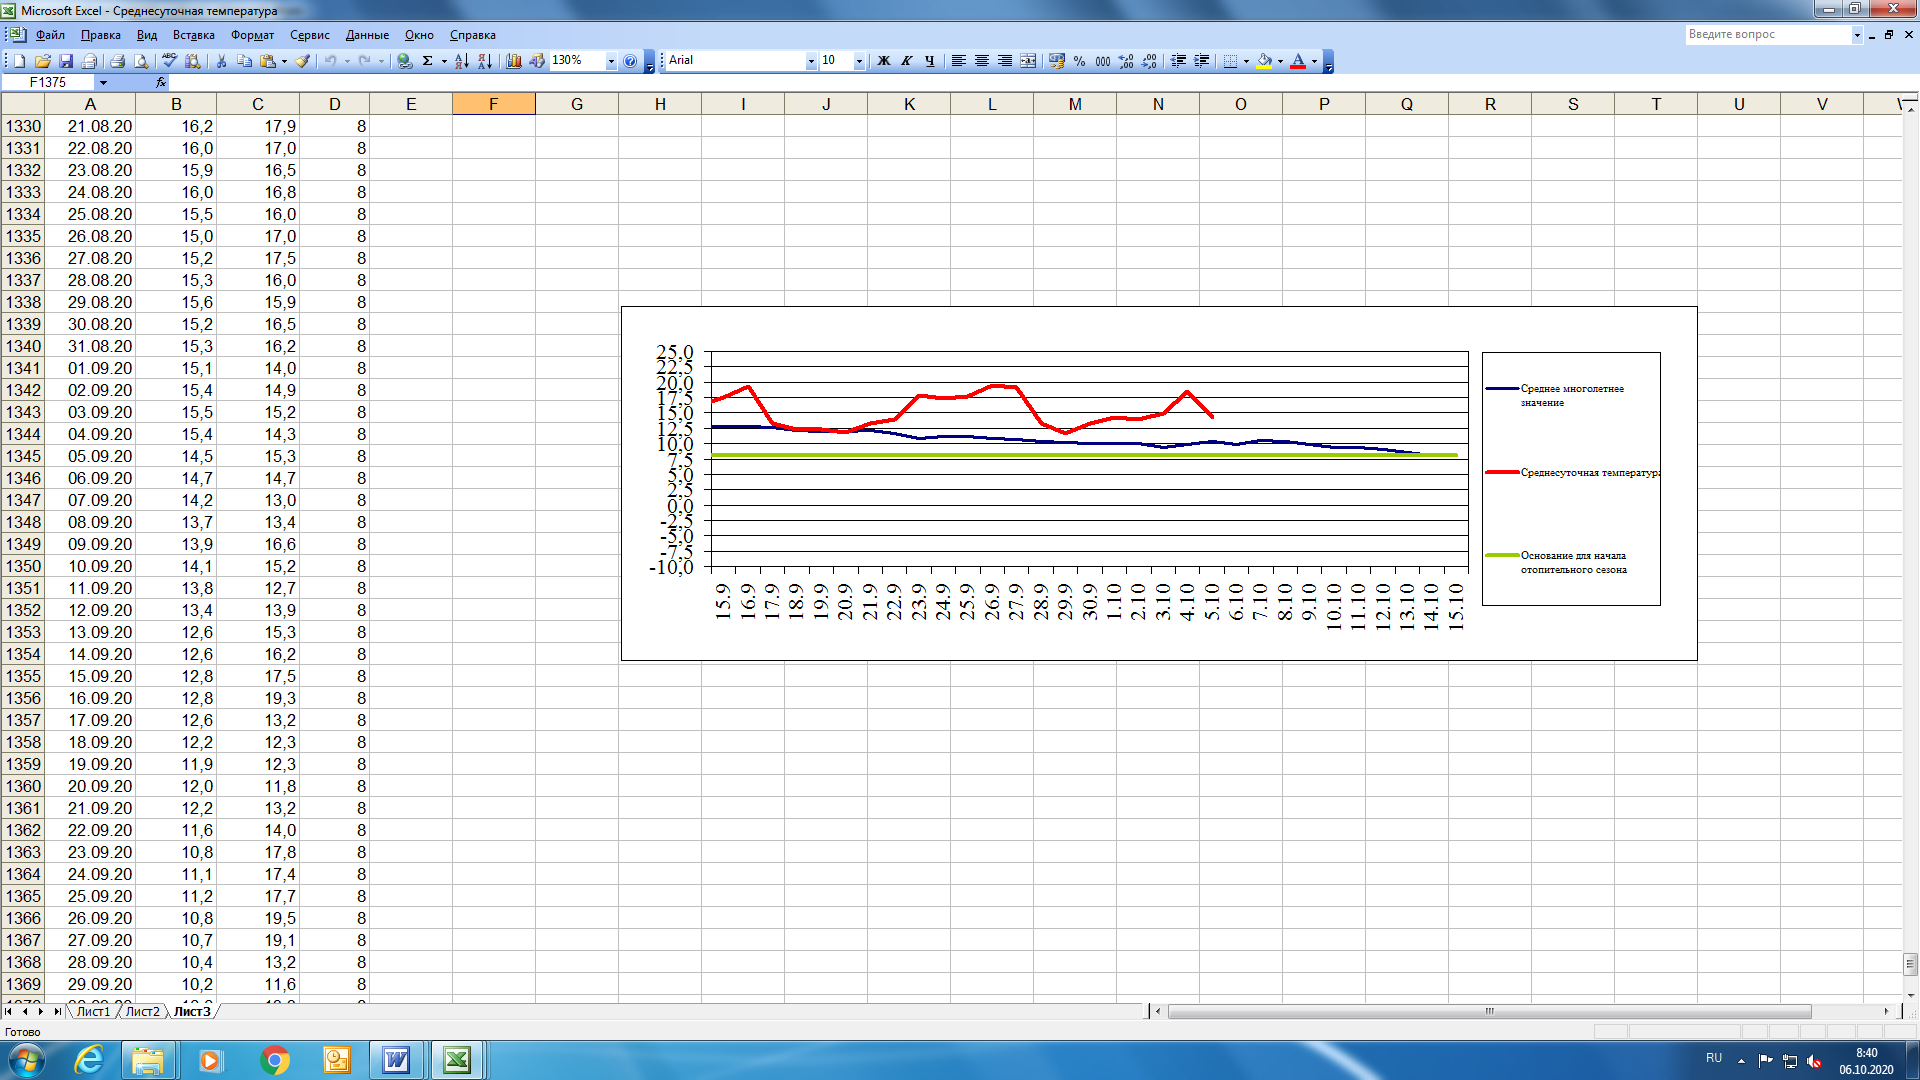 Microsoft Excel - Среднесуточная температура
Файл Правка Вид Вставка Формат Сервис Данные Окно Справка Введите вопрос
130% Arial 10 Ж К Ч
F1375 fx
A B C D E F G H I J K L M N O P Q R S T U V
1330 21.08.20 16,2 17,9 8
1331 22.08.20 16,0 17,0 8
1332 23.08.20 15,9 16,5 8
1333 24.08.20 16,0 16,8 8
1334 25.08.20 15,5 16,0 8
1335 26.08.20 15,0 17,0 8
1336 27.08.20 15,2 17,5 8
1337 28.08.20 15,3 16,0 8
1338 29.08.20 15,6 15,9 8
1339 30.08.20 15,2 16,5 8
1340 31.08.20 15,3 16,2 8
1341 01.09.20 15,1 14,0 8
1342 02.09.20 15,4 14,9 8
1343 03.09.20 15,5 15,2 8
1344 04.09.20 15,4 14,3 8
1345 05.09.20 14,5 15,3 8
1346 06.09.20 14,7 14,7 8
1347 07.09.20 14,2 13,0 8
1348 08.09.20 13,7 13,4 8
1349 09.09.20 13,9 16,6 8
1350 10.09.20 14,1 15,2 8
1351 11.09.20 13,8 12,7 8
1352 12.09.20 13,4 13,9 8
1353 13.09.20 12,6 15,3 8
1354 14.09.20 12,6 16,2 8
1355 15.09.20 12,8 17,5 8
1356 16.09.20 12,8 19,3 8
1357 17.09.20 12,6 13,2 8
1358 18.09.20 12,2 12,3 8
1359 19.09.20 11,9 12,3 8
1360 20.09.20 12,0 11,8 8
1361 21.09.20 12,2 13,2 8
1362 22.09.20 11,6 14,0 8
1363 23.09.20 10,8 17,8 8
1364 24.09.20 11,1 17,4 8
1365 25.09.20 11,2 17,7 8
1366 26.09.20 10,8 19,5 8
1367 27.09.20 10,7 19,1 8
1368 28.09.20 10,4 13,2 8
1369 29.09.20 10,2 11,6 8
25,0
22,5
20,0
17,5
15,0
12,5
10,0
7,5
5,0
2,5
0,0
-2,5
-5,0
-7,5
-10,0
15.9 16.9 17.9 18.9 19.9 20.9 21.9 22.9 23.9 24.9 25.9 26.9 27.9 28.9 29.9 30.9 1.10 2.10 3.10 4.10 5.10 6.10 7.10 8.10 9.10 10.10 11.10 12.10 13.10 14.10 15.10
Среднее многолетнее
значение
Среднесуточная температура
Основание для начала
отопительного сезона
Лист1 Лист2 Лист3
Готово
RU
8:40
06.10.2020